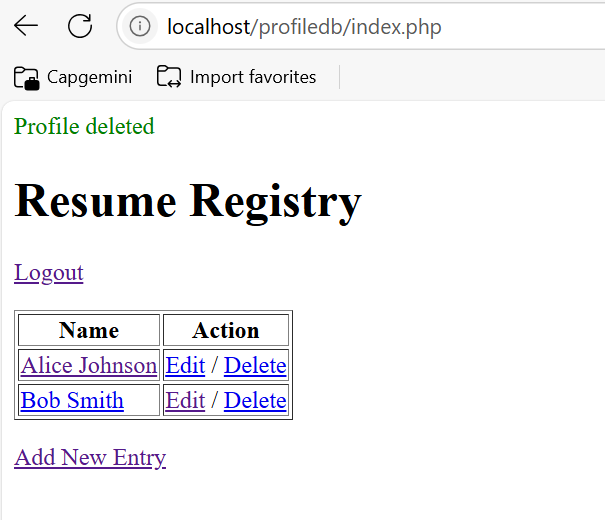 localhost/profiledb/index.php
Capgemini Import favorites
Profile deleted
Resume Registry
Logout
Name Action
Alice Johnson Edit / Delete
Bob Smith Edit / Delete
Add New Entry